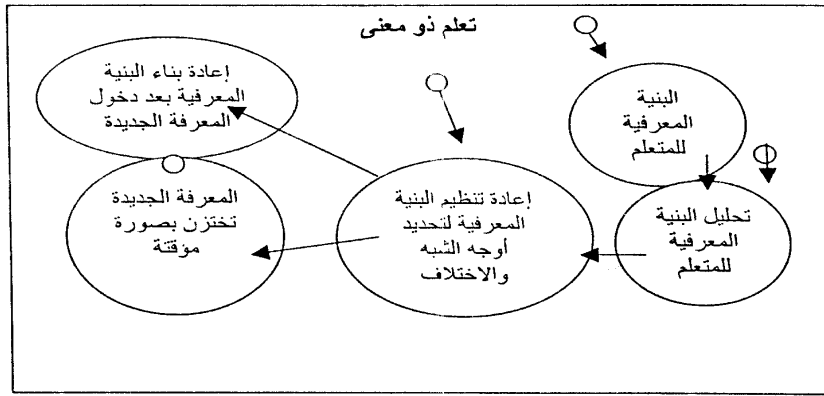 تعلم ذو معنى
البنية
المعرفية
للمتعلم
تحليل البنية
المعرفية
للمتعلم
إعادة تنظيم البنية
المعرفية لتحديد
أوجه الشبه
والاختلاف
إعادة بناء البنية
المعرفية بعد دخول
المعرفة الجديدة
المعرفة الجديدة
تختزن بصورة
مؤقتة